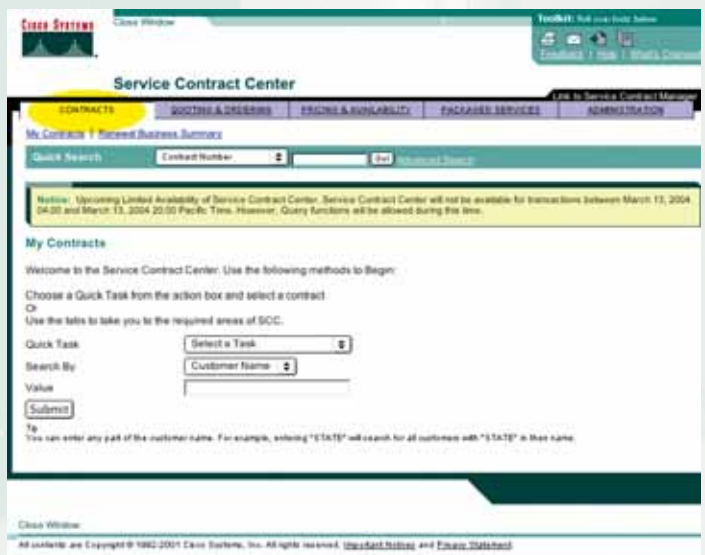 CISCO SYSTEMS
Close Window
Toolkit: Roll over tools below
Feedback | Help | What's
Service Contract Center
Link to Service Contract Manager
CONTRACTS
QUOTING & ORDERING
PRICING & AVAILABILITY
PACKAGED SERVICES
ADMINISTRATION
My Contracts | Renewal Business Summary
Quick Search
Contract Number
Go!
Advanced Search
Notice: Upcoming Limited Availability of Service Contract Center. Service Contract Center will not be available for transactions between March 13, 2004
04:00 and March 13, 2004 20:00 Pacific Time. However, Query functions will be allowed during this time.
My Contracts
Welcome to the Service Contract Center. Use the following methods to Begin:
Choose a Quick Task from the action box and select a contract
Or
Use the tabs to take you to the required areas of SCC.
Quick Task
Select a Task
Search By
Customer Name
Value
Submit
You can enter any part of the customer name. For example, entering "STATE" will search for all customers with "STATE" in their name.
Close Window
All contents are Copyright © 1992-2001 Cisco Systems, Inc. All rights reserved. Important Notices and Privacy Statement.